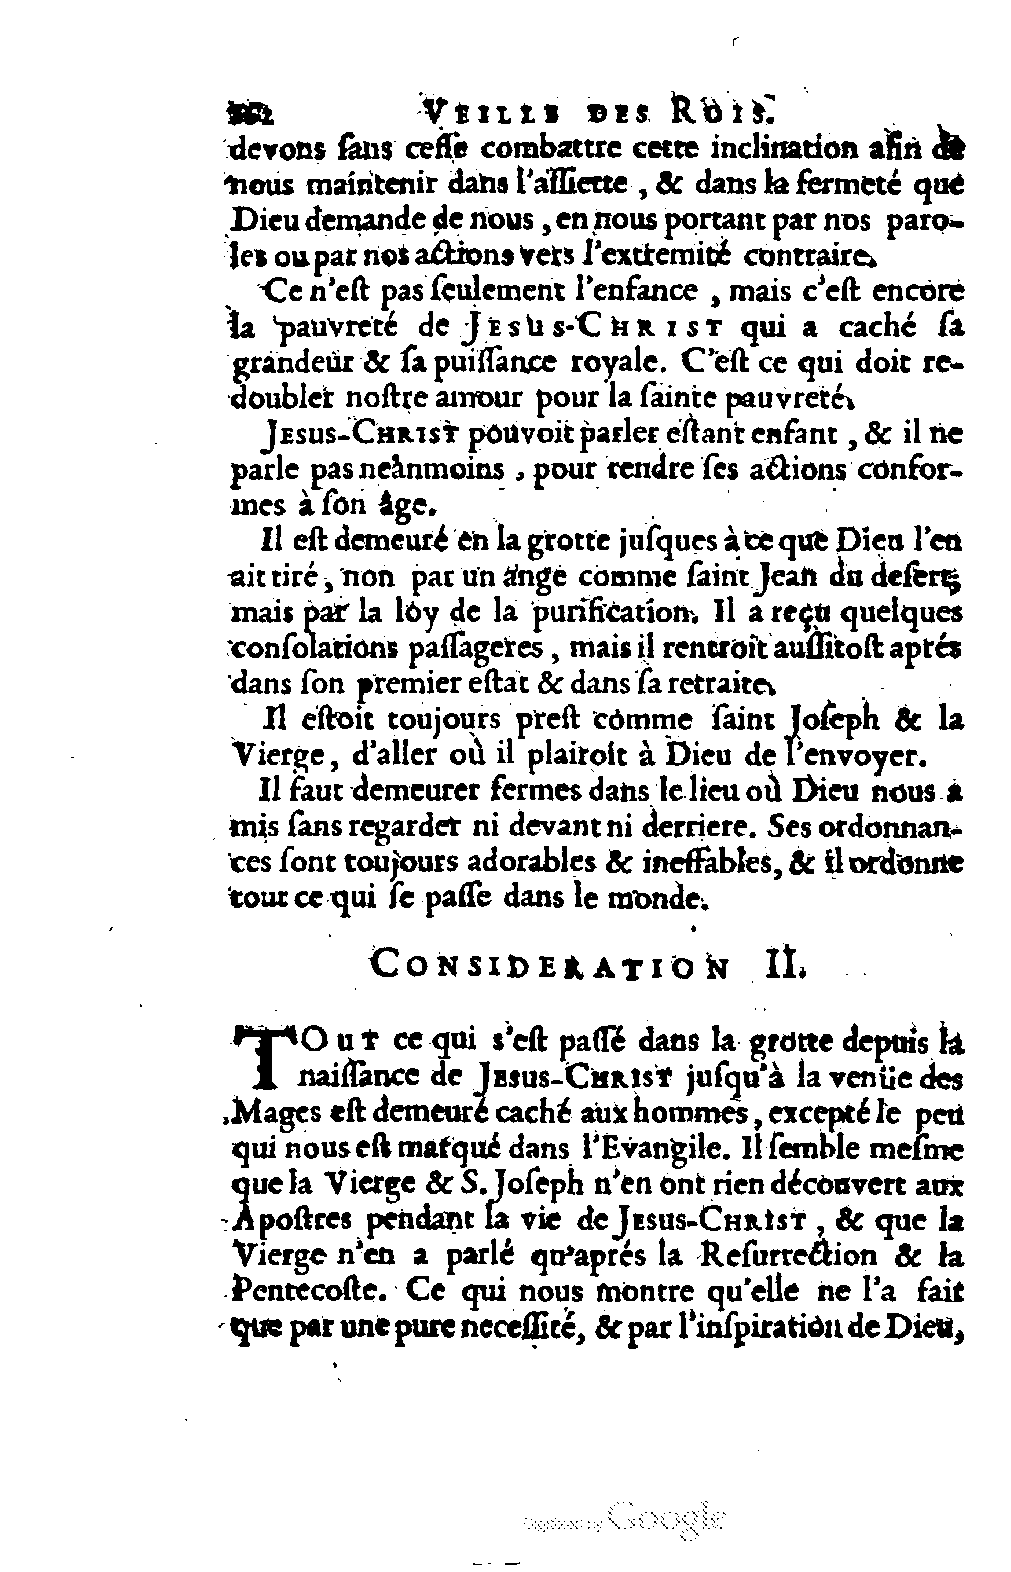 VEILLE DES ROIS.
devons ſans ceſſe combattre cette inclination afin de
nous maintenir dans l'aſſiette, & dans la fermeté que
Dieu demande de nous, en nous portant par nos paro-
les ou par nos actions vers l'extremité contraire.
Ce n'eſt pas ſeulement l'enfance, mais c'eſt encore
la pauvreté de JESUS-CHRIST qui a caché ſa
grandeur & ſa puiſſance royale. C'eſt ce qui doit re-
doubler noſtre amour pour la ſainte pauvreté.
JESUS-CHRIST pouvoit parler eſtant enfant, & il ne
parle pas neànmoins, pour rendre ſes actions confor-
mes à ſon âge.
Il eſt demeuré en la grotte juſques à ce que Dieu l'en
ait tiré, non par un ange comme ſaint Jean du deſert,
mais par la loy de la purification. Il a reçu quelques
conſolations paſſageres, mais il rentroit auſſitoſt aprés
dans ſon premier eſtat & dans ſa retraite.
Il eſtoit toujours preſt comme ſaint Joſeph & la
Vierge, d'aller où il plairoit à Dieu de l'envoyer.
Il faut demeurer fermes dans le lieu où Dieu nous a
mis ſans regarder ni devant ni derriere. Ses ordonnan-
ces ſont toujours adorables & ineffables, & il ordonne
tout ce qui ſe paſſe dans le monde.
CONSIDERATION II.
TOUT ce qui s'eſt paſſé dans la grotte depuis la
naiſſance de JESUS-CHRIST juſqu'à la venüe des
Mages eſt demeuré caché aux hommes, excepté le peu
qui nous eſt marqué dans l'Evangile. Il ſemble meſme
que la Vierge & S. Joſeph n'en ont rien découvert aux
Apoſtres pendant la vie de JESUS-CHRIST, & que la
Vierge n'en a parlé qu'aprés la Reſurrection & la
Pentecoſte. Ce qui nous montre qu'elle ne l'a fait
que par une pure neceſſité, & par l'inſpiration de Dieu,
Digitized by Google